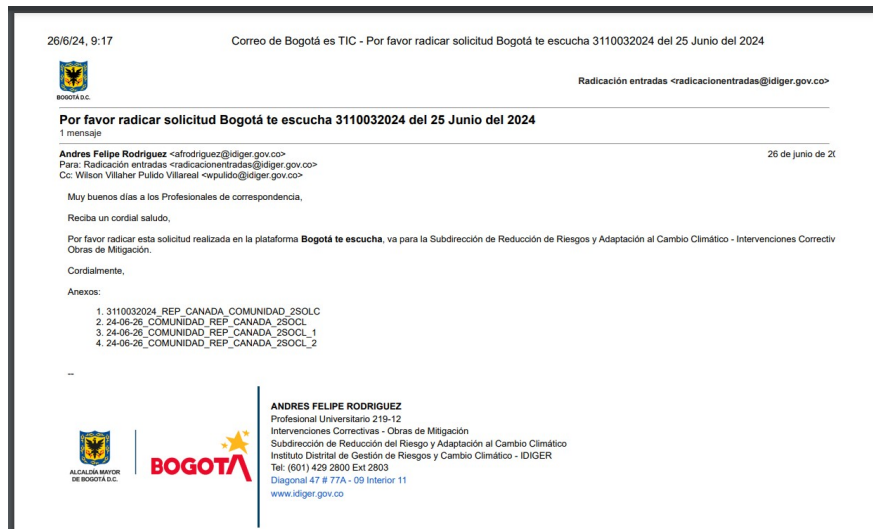 26/6/24, 9:17
Correo de Bogotá es TIC - Por favor radicar solicitud Bogotá te escucha 3110032024 del 25 Junio del 2024
BOGOTÁ D.C.
Radicación entradas <radicacionentradas@idiger.gov.co>
Por favor radicar solicitud Bogotá te escucha 3110032024 del 25 Junio del 2024
1 mensaje
Andres Felipe Rodriguez <afrodriguez@idiger.gov.co>
26 de junio de 20
Para: Radicación entradas <radicacionentradas@idiger.gov.co>
Cc: Wilson Villaher Pulido Villareal <wpulido@idiger.gov.co>
Muy buenos días a los Profesionales de correspondencia,
Reciba un cordial saludo,
Por favor radicar esta solicitud realizada en la plataforma Bogotá te escucha, va para la Subdirección de Reducción de Riesgos y Adaptación al Cambio Climático - Intervenciones Correctiv
Obras de Mitigación.
Cordialmente,
Anexos:
1. 3110032024_REP_CANADA_COMUNIDAD_2SOLC
2. 24-06-26_COMUNIDAD_REP_CANADA_2SOCL
3. 24-06-26_COMUNIDAD_REP_CANADA_2SOCL_1
4. 24-06-26_COMUNIDAD_REP_CANADA_2SOCL_2
--
ALCALDÍA MAYOR
DE BOGOTÁ D.C.
BOGOTÁ
ANDRES FELIPE RODRIGUEZ
Profesional Universitario 219-12
Intervenciones Correctivas - Obras de Mitigación
Subdirección de Reducción del Riesgo y Adaptación al Cambio Climático
Instituto Distrital de Gestión de Riesgos y Cambio Climático - IDIGER
Tel: (601) 429 2800 Ext 2803
Diagonal 47 # 77A - 09 Interior 11
www.idiger.gov.co